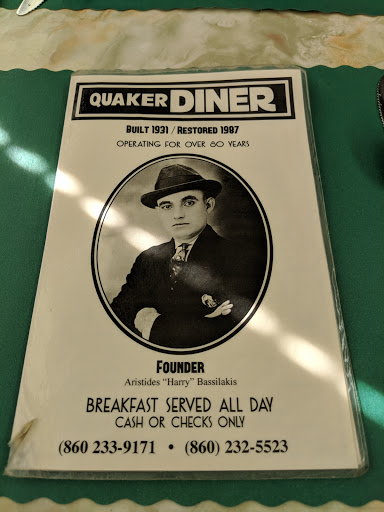 QUAKER DINER
BUILT 1931 / RESTORED 1987
OPERATING FOR OVER 80 YEARS
FOUNDER
Aristides "Harry" Bassilakis
BREAKFAST SERVED ALL DAY
CASH OR CHECKS ONLY
(860 233-9171 • (860) 232-5523